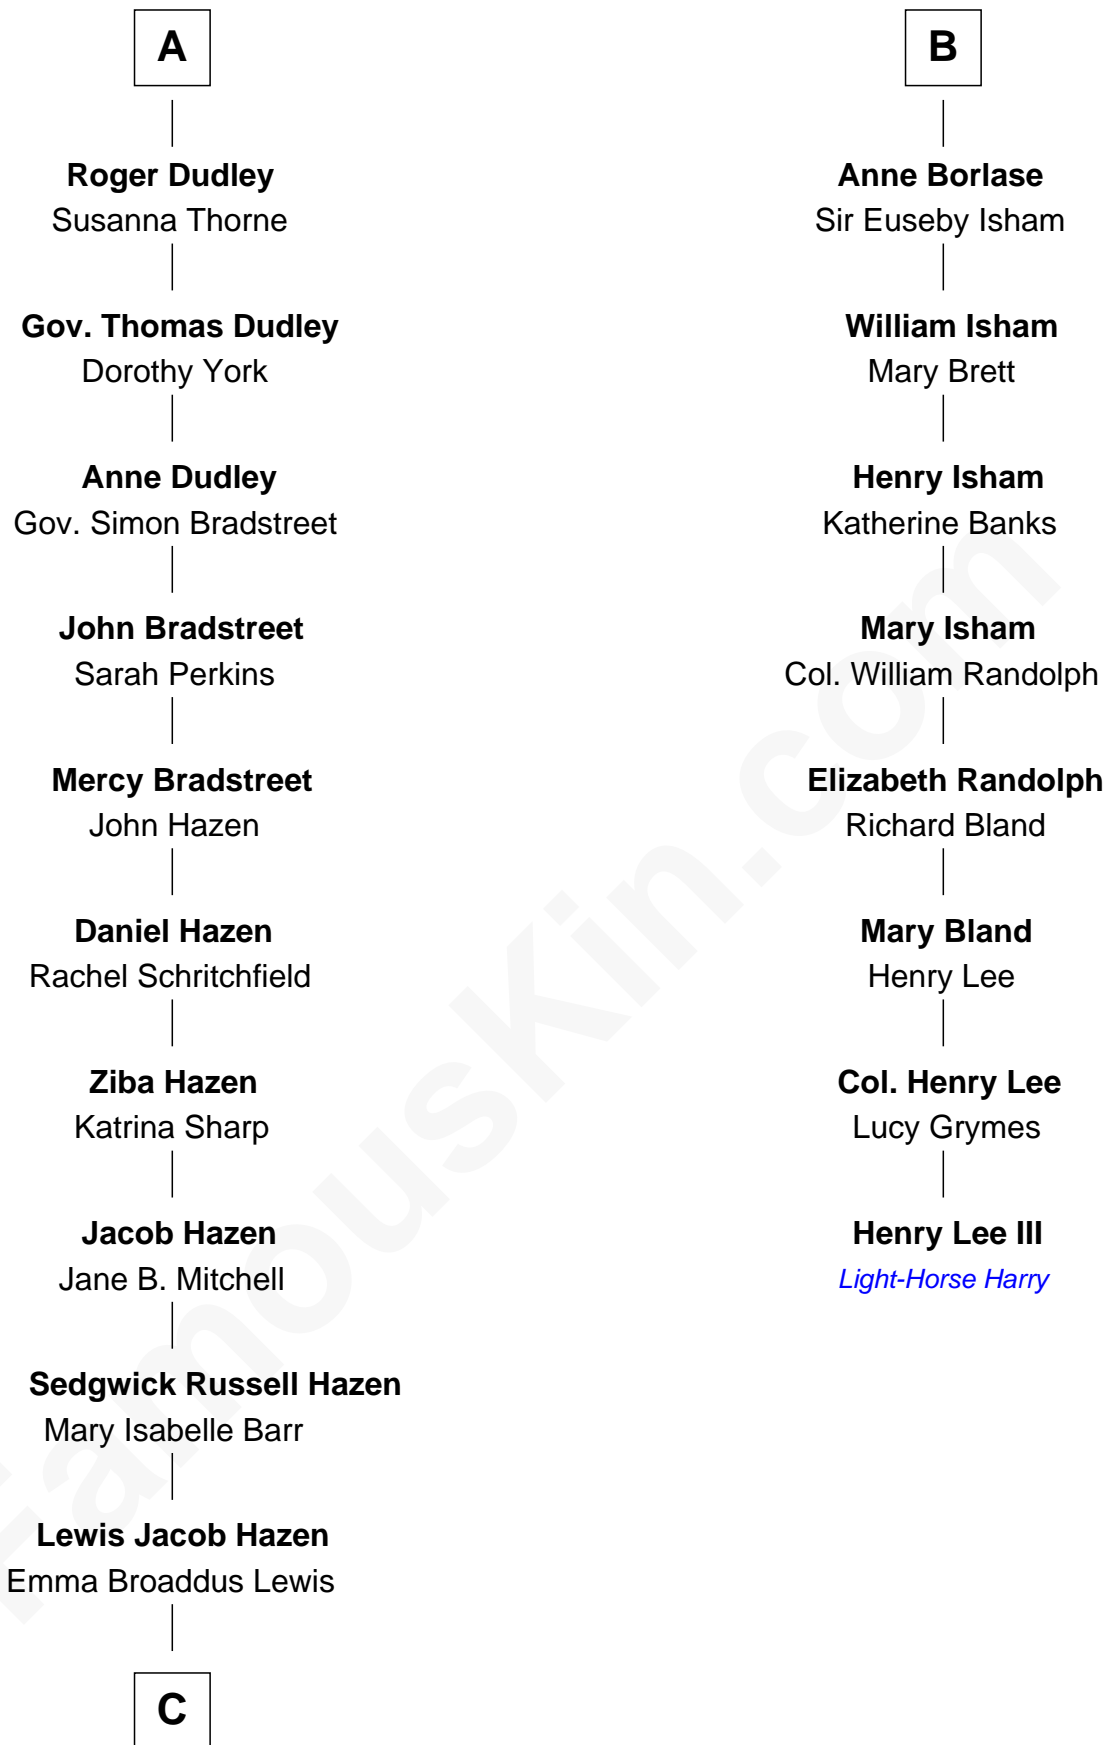 A
Roger Dudley
Susanna Thorne
Gov. Thomas Dudley
Dorothy York
Anne Dudley
Gov. Simon Bradstreet
John Bradstreet
Sarah Perkins
Mercy Bradstreet
John Hazen
Daniel Hazen
Rachel Schritchfield
Ziba Hazen
Katrina Sharp
Jacob Hazen
Jane B. Mitchell
Sedgwick Russell Hazen
Mary Isabelle Barr
Lewis Jacob Hazen
Emma Broaddus Lewis
C
B
Anne Borlase
Sir Euseby Isham
William Isham
Mary Brett
Henry Isham
Katherine Banks
Mary Isham
Col. William Randolph
Elizabeth Randolph
Richard Bland
Mary Bland
Henry Lee
Col. Henry Lee
Lucy Grymes
Henry Lee III
Light-Horse Harry
FamousKin.com